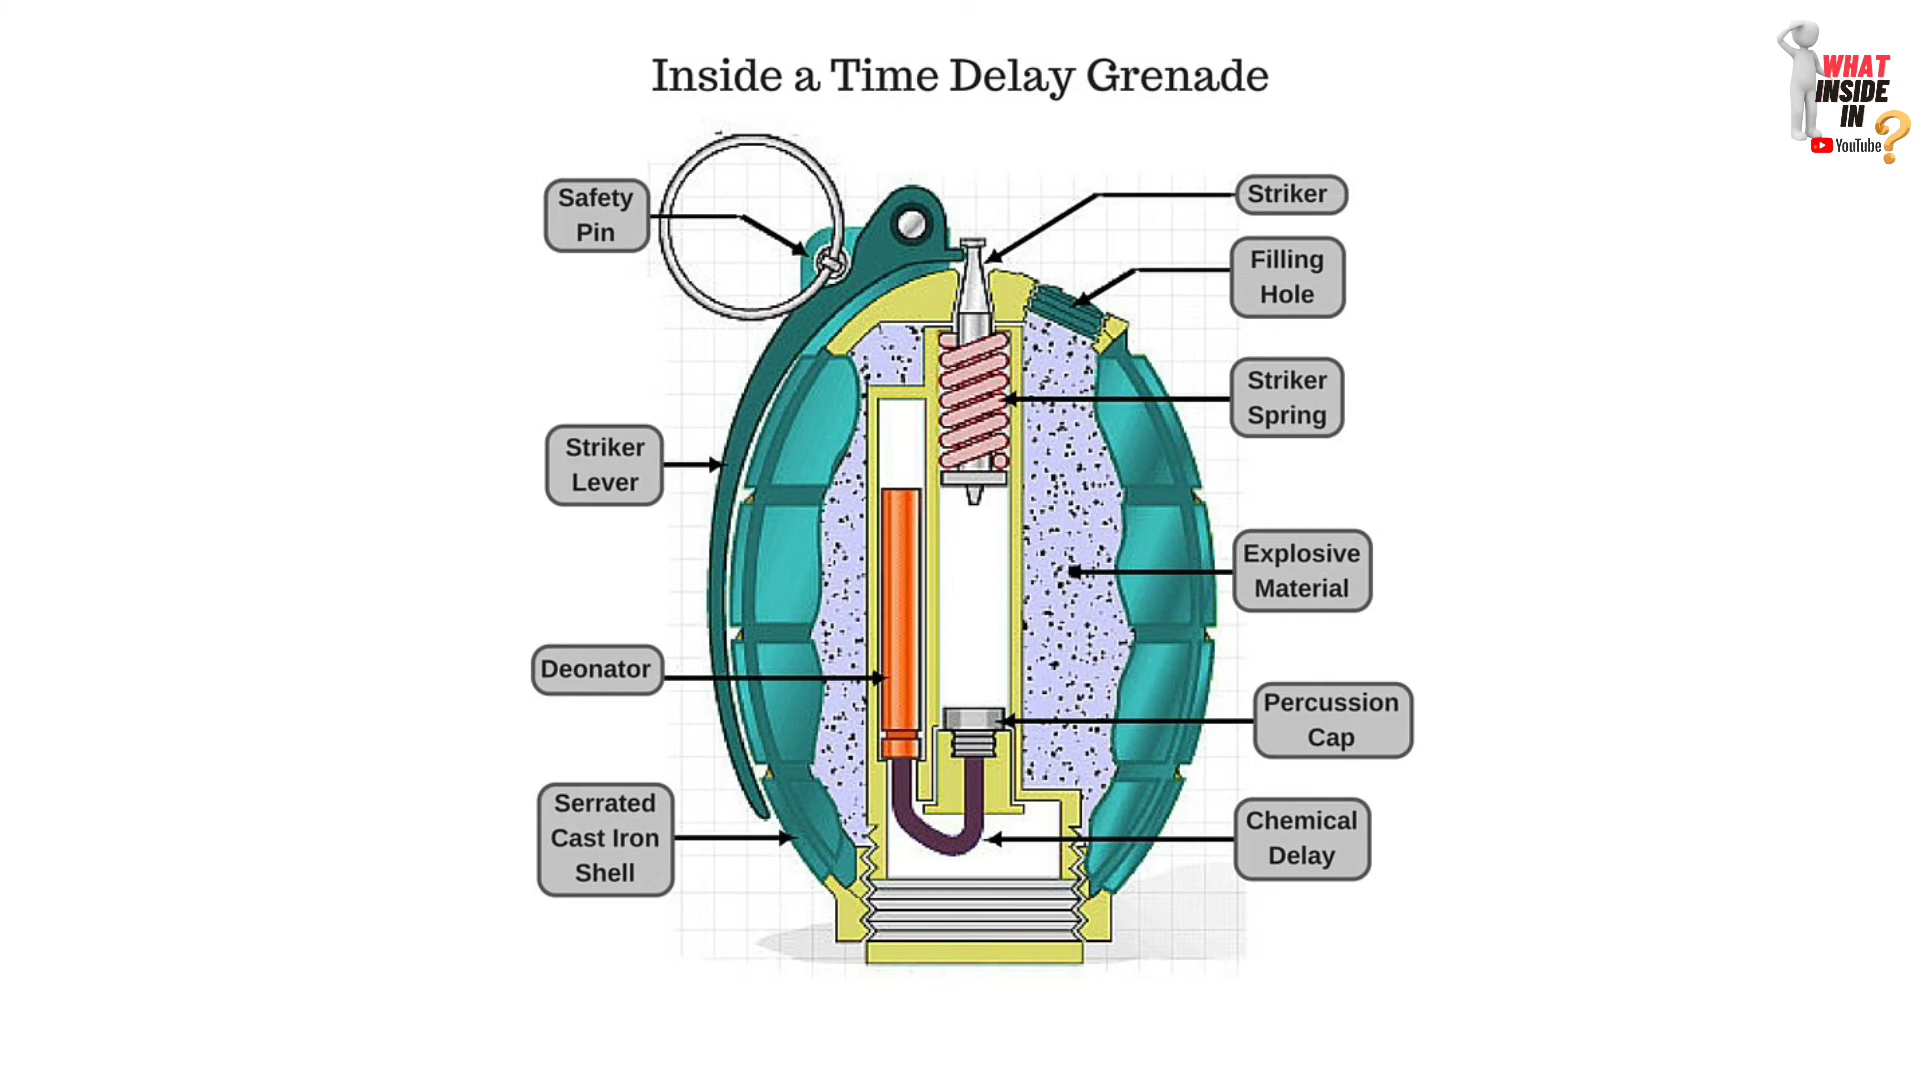 Inside a Time Delay Grenade
WHAT
INSIDE
IN
YouTube
Safety
Pin
Striker
Filling
Hole
Striker
Spring
Striker
Lever
Explosive
Material
Deonator
Percussion
Cap
Serrated
Cast Iron
Shell
Chemical
Delay